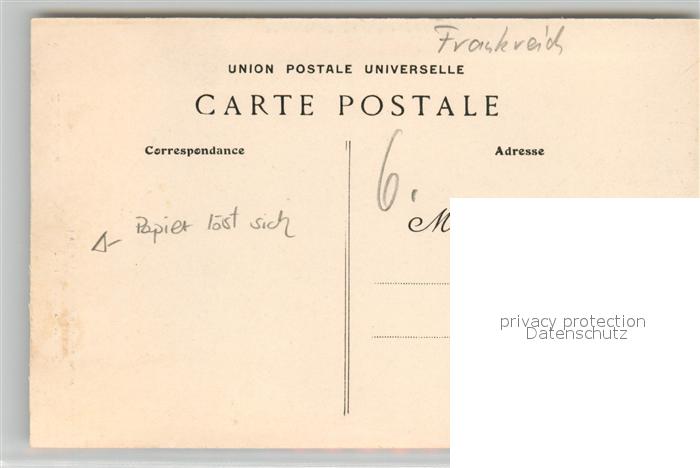 Frankreich
UNION POSTALE UNIVERSELLE
CARTE POSTALE
Correspondance
Adresse
6.
Papier löst sich
M
privacy protection
Datenschutz